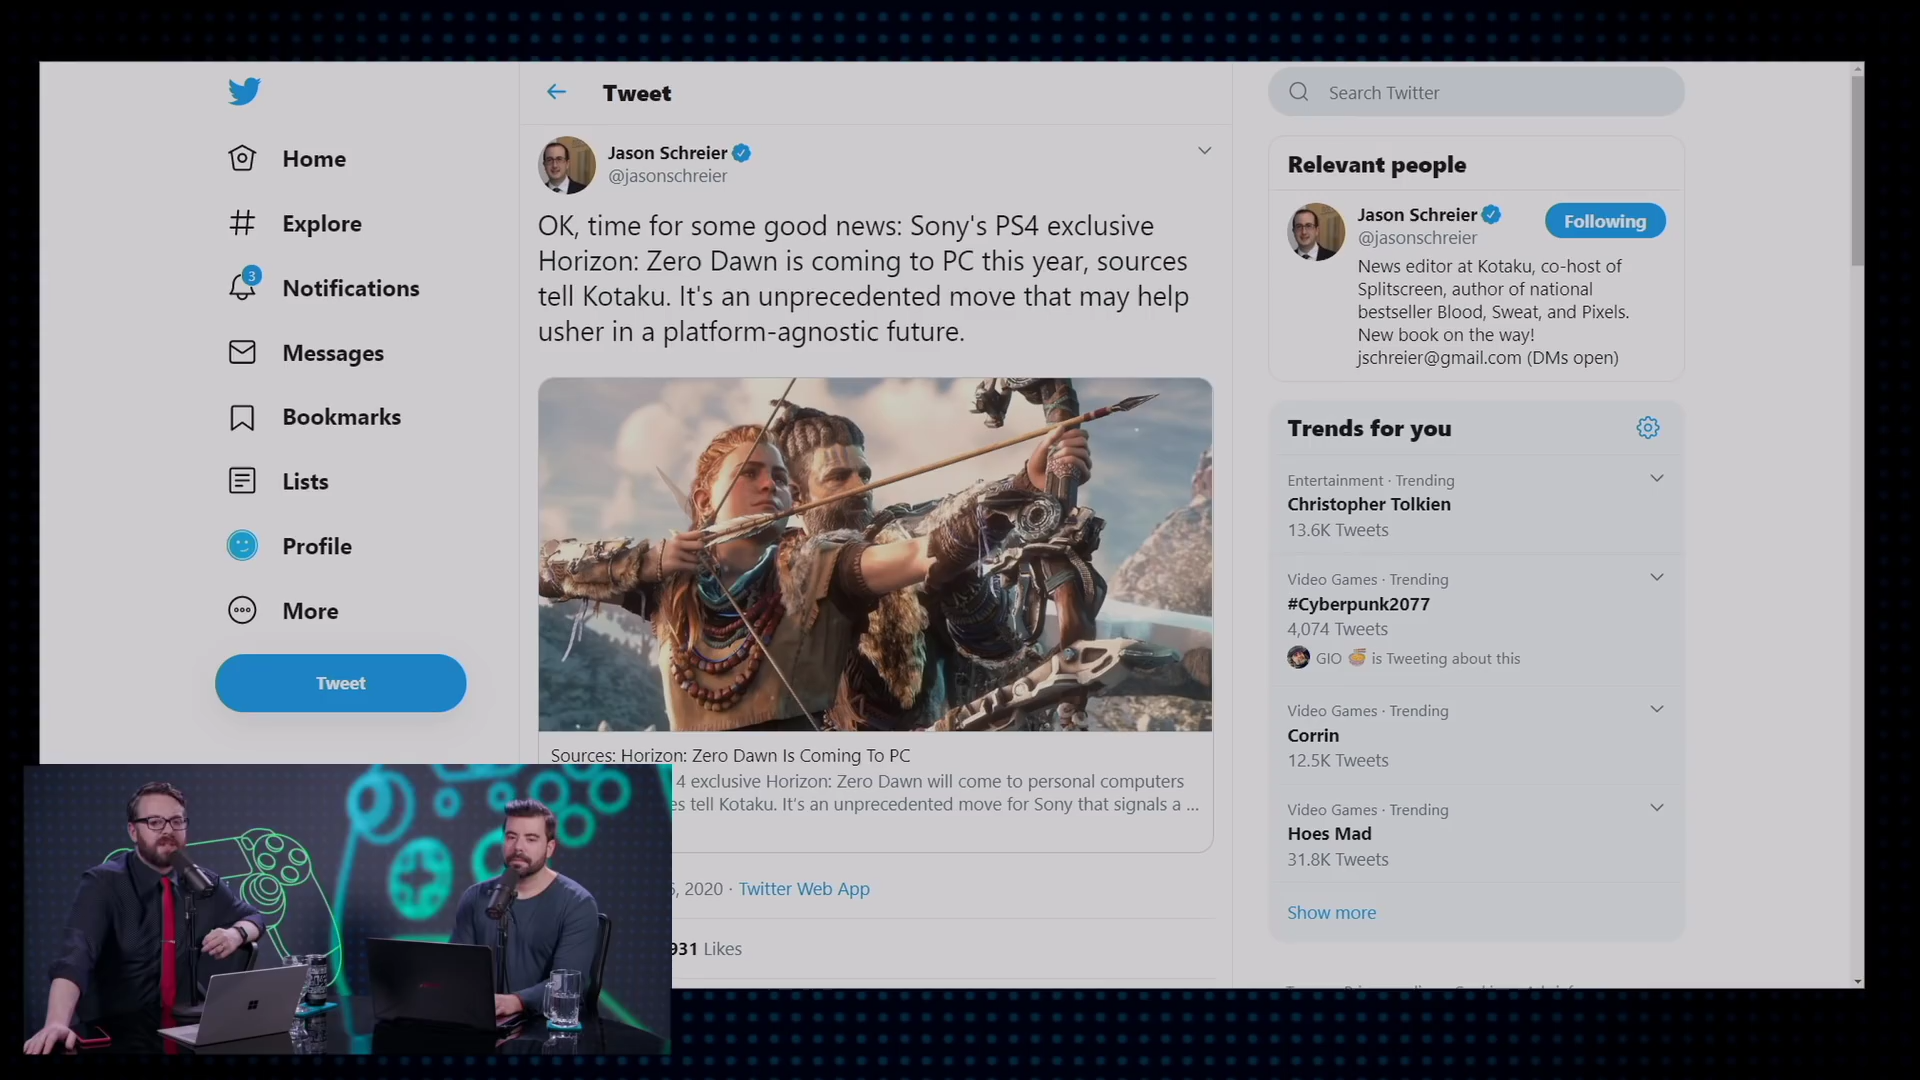 Home
Explore
3
Notifications
Messages
Bookmarks
Lists
Profile
More
Tweet
Tweet
Jason Schreier
@jasonschreier
OK, time for some good news: Sony's PS4 exclusive
Horizon: Zero Dawn is coming to PC this year, sources
tell Kotaku. It's an unprecedented move that may help
usher in a platform-agnostic future.
Sources: Horizon: Zero Dawn Is Coming To PC
4 exclusive Horizon: Zero Dawn will come to personal computers
tell Kotaku. It's an unprecedented move for Sony that signals a ...
, 2020 · Twitter Web App
931 Likes
Search Twitter
Relevant people
Jason Schreier
@jasonschreier
Following
News editor at Kotaku, co-host of
Splitscreen, author of national
bestseller Blood, Sweat, and Pixels.
New book on the way!
jschreier@gmail.com (DMs open)
Trends for you
Entertainment · Trending
Christopher Tolkien
13.6K Tweets
Video Games · Trending
#Cyberpunk2077
4,074 Tweets
GIO 🍜 is Tweeting about this
Video Games · Trending
Corrin
12.5K Tweets
Video Games · Trending
Hoes Mad
31.8K Tweets
Show more